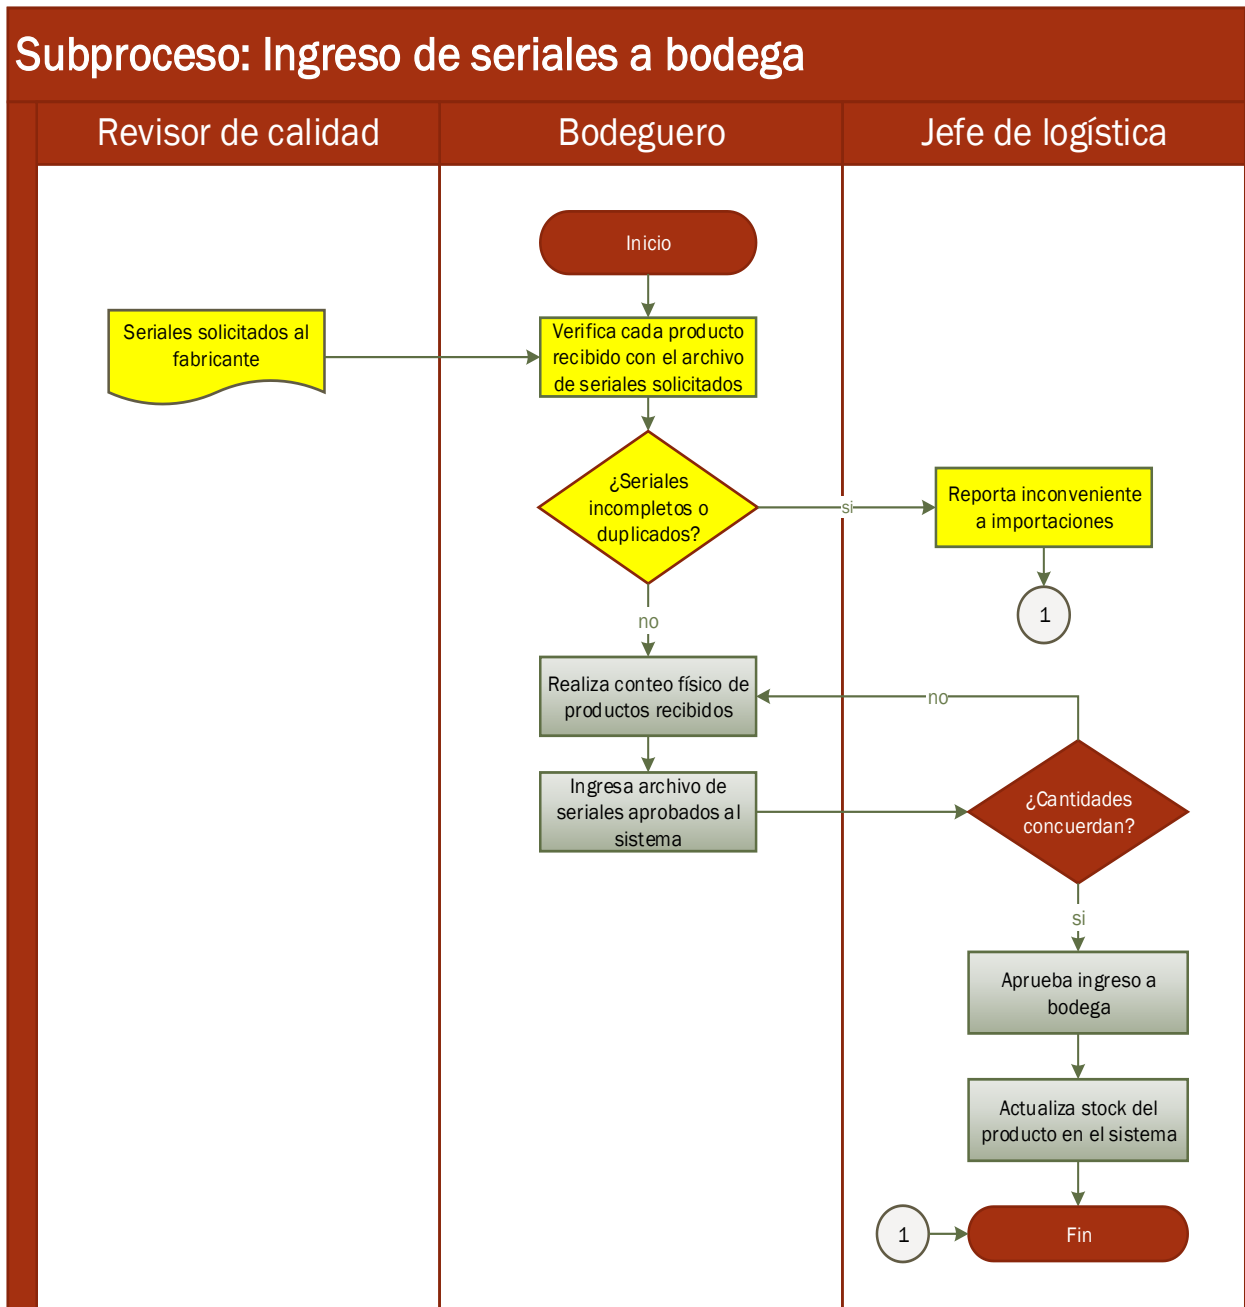 Subproceso: Ingreso de seriales a bodega
Revisor de calidad
Bodeguero
Jefe de logística
Inicio
Seriales solicitados al
fabricante
Verifica cada producto
recibido con el archivo
de seriales solicitados
¿Seriales
incompletos o
duplicados?
si
Reporta inconveniente
a importaciones
1
no
Realiza conteo físico de
productos recibidos
no
Ingresa archivo de
seriales aprobados al
sistema
¿Cantidades
concuerdan?
si
Aprueba ingreso a
bodega
Actualiza stock del
producto en el sistema
1
Fin